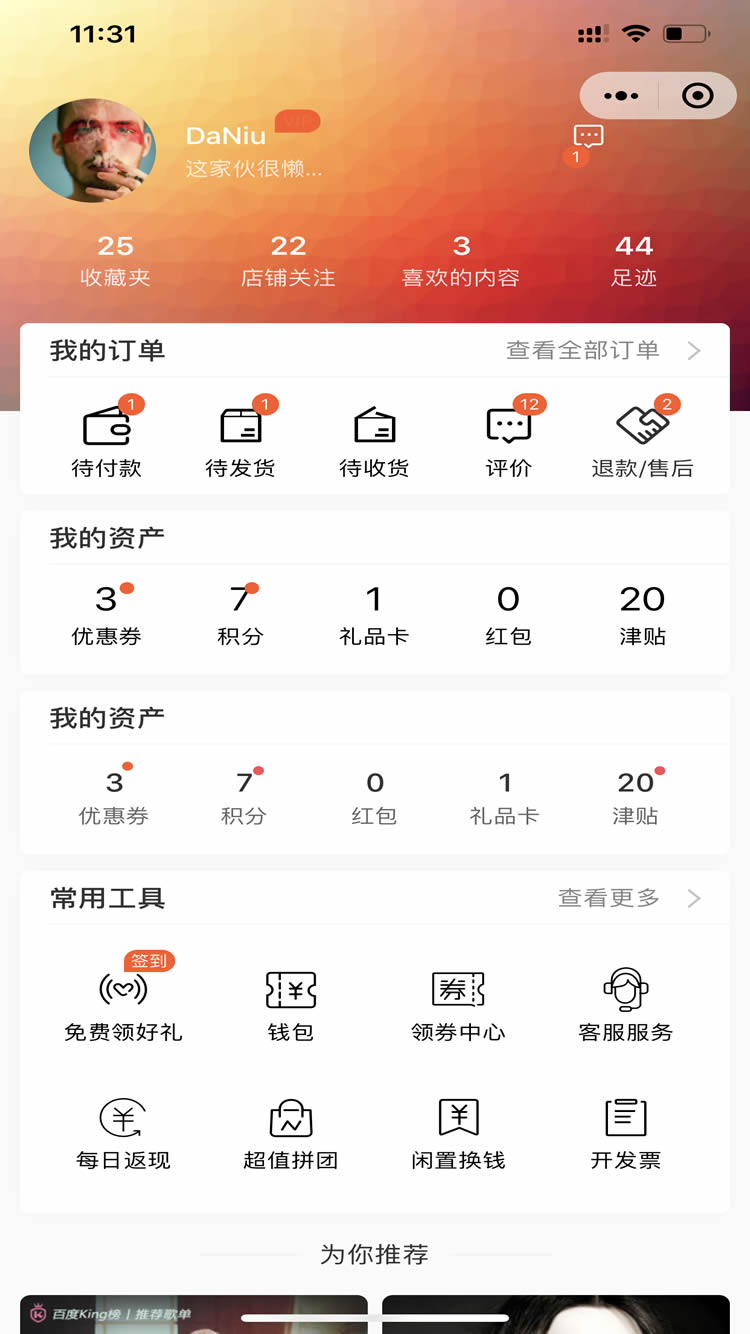 11:31
DaNiu
VIP
这家伙很懒...
1
25
22
3
44
收藏夹
店铺关注
喜欢的内容
足迹
我的订单
查看全部订单
1
1
12
2
待付款
待发货
待收货
评价
退款/售后
我的资产
3
7
1
0
20
优惠券
积分
礼品卡
红包
津贴
我的资产
3
7
0
1
20
优惠券
积分
红包
礼品卡
津贴
常用工具
查看更多
签到
券
免费领好礼
钱包
领券中心
客服服务
每日返现
超值拼团
闲置换钱
开发票
为你推荐
百度King榜 | 推荐歌单